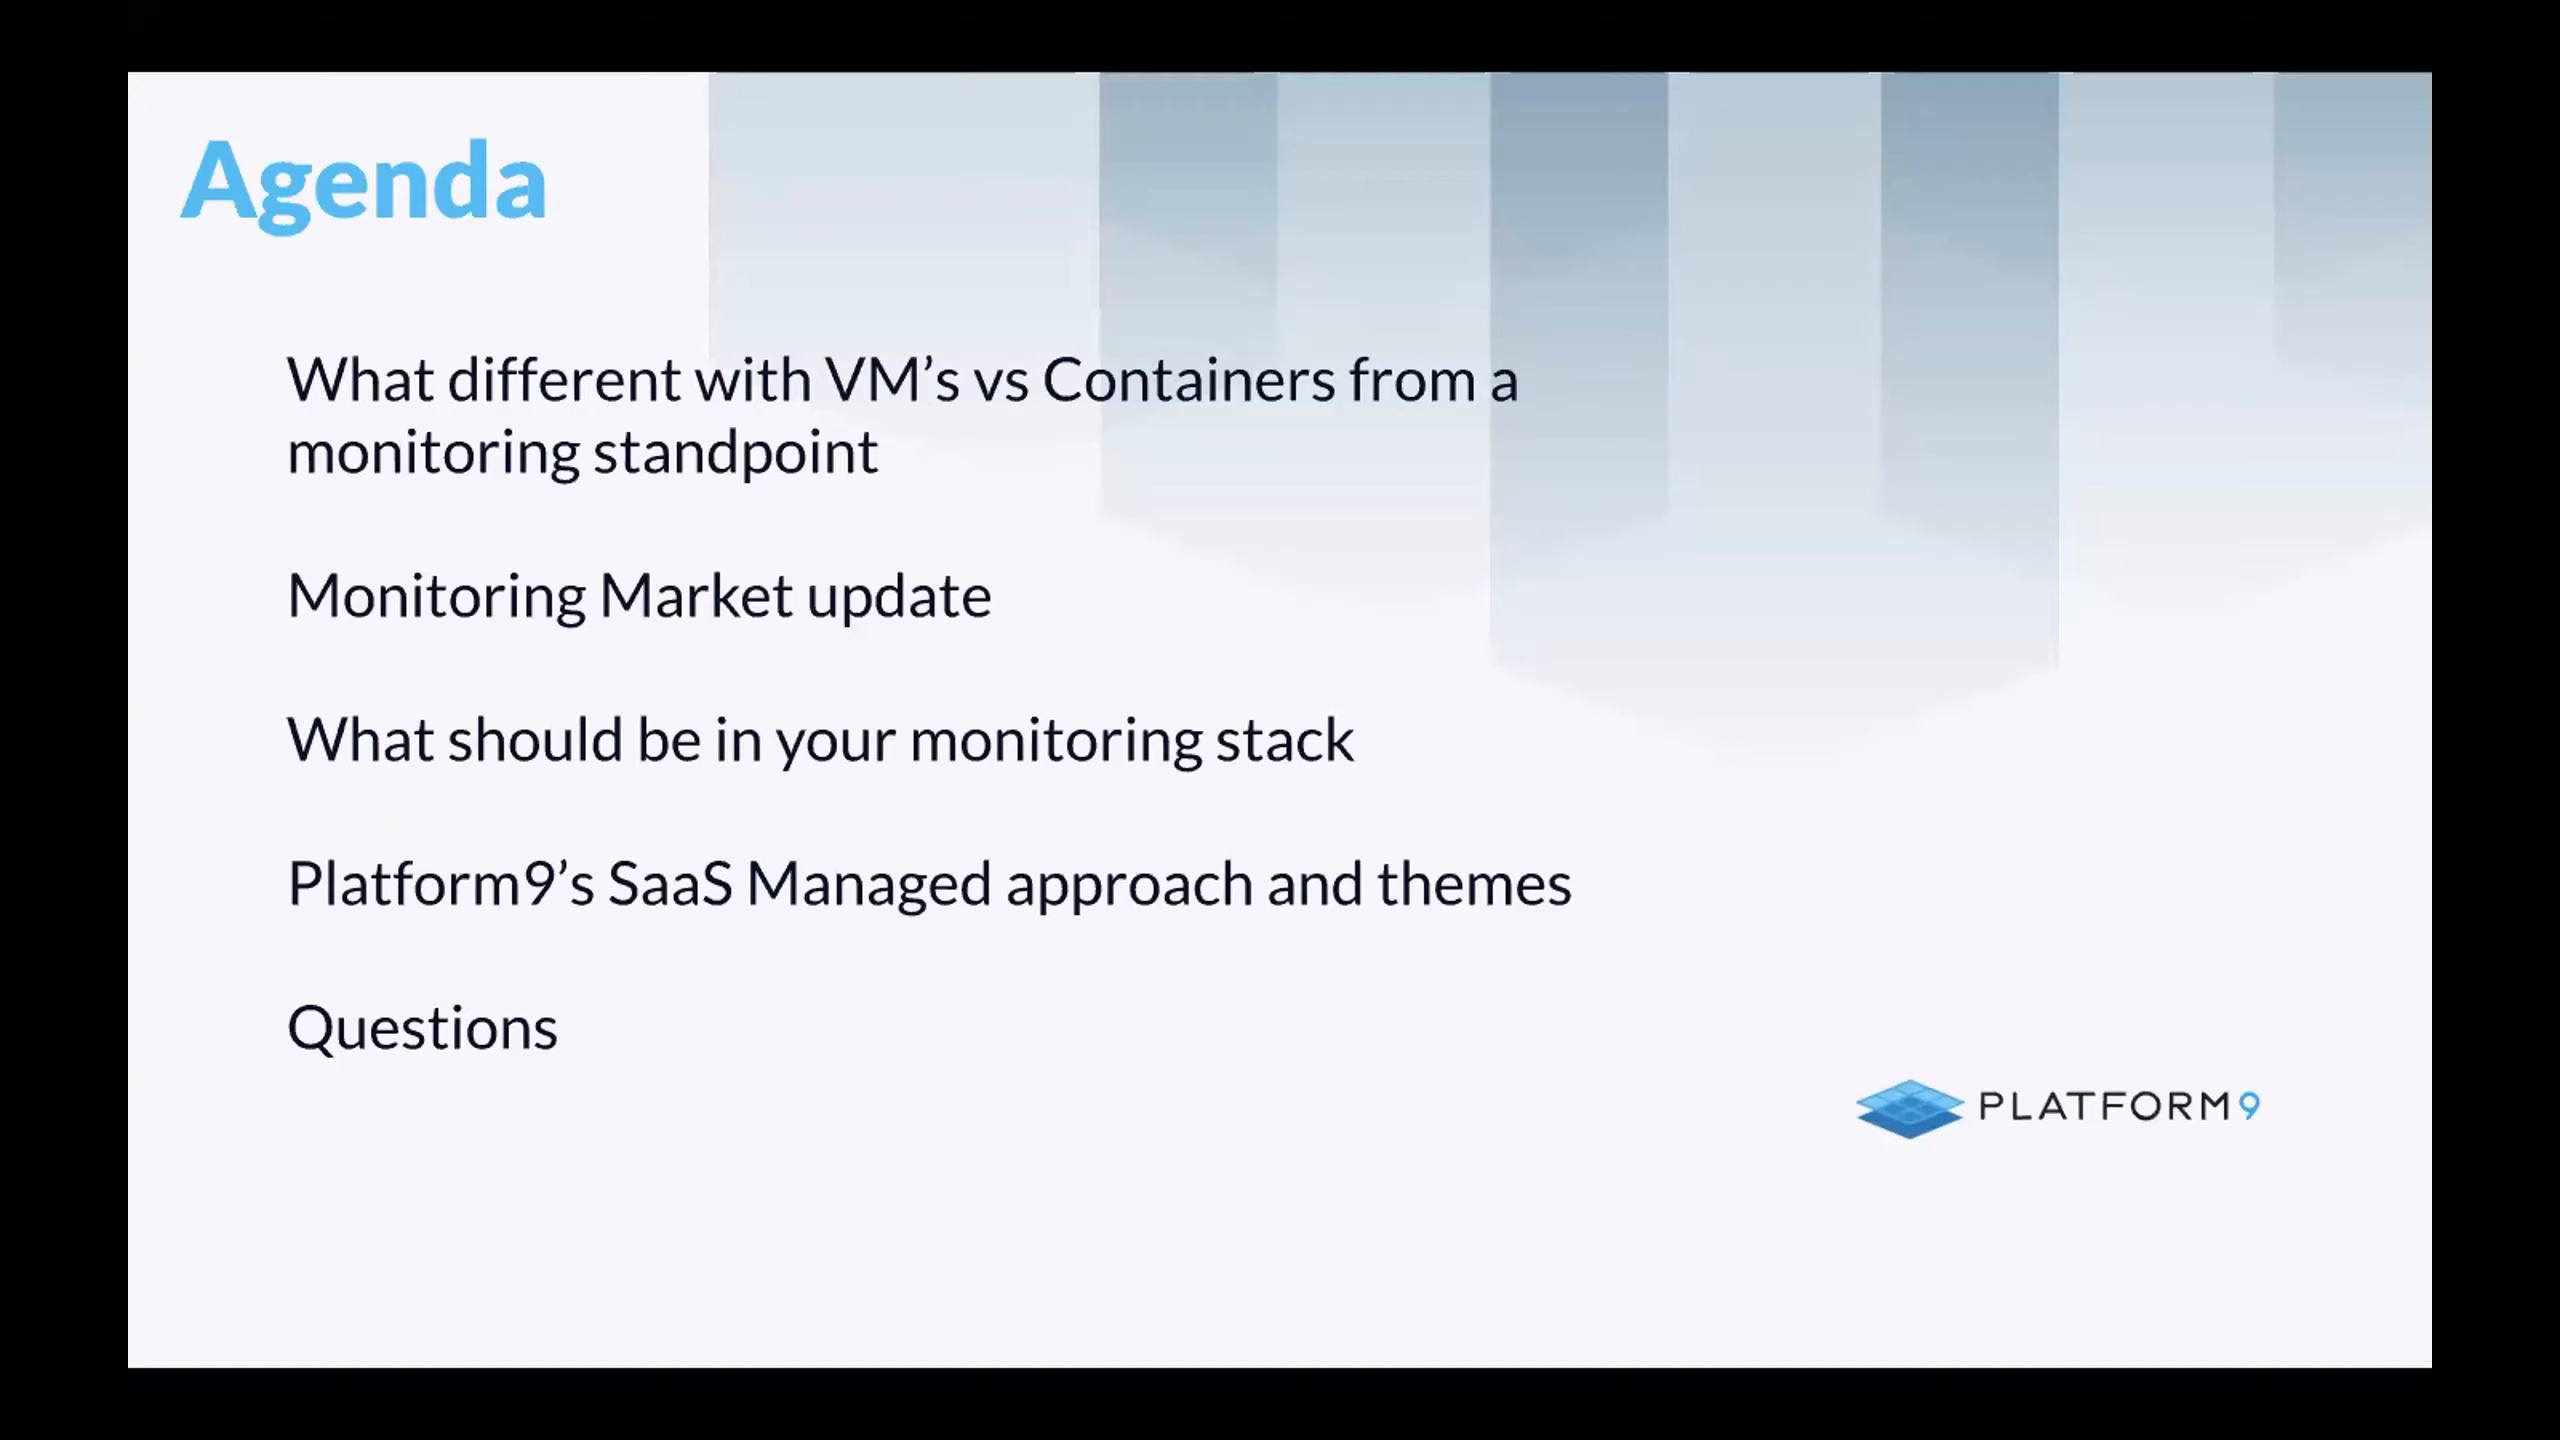 Agenda
What different with VM’s vs Containers from a
monitoring standpoint
Monitoring Market update
What should be in your monitoring stack
Platform9’s SaaS Managed approach and themes
Questions
PLATFORM9